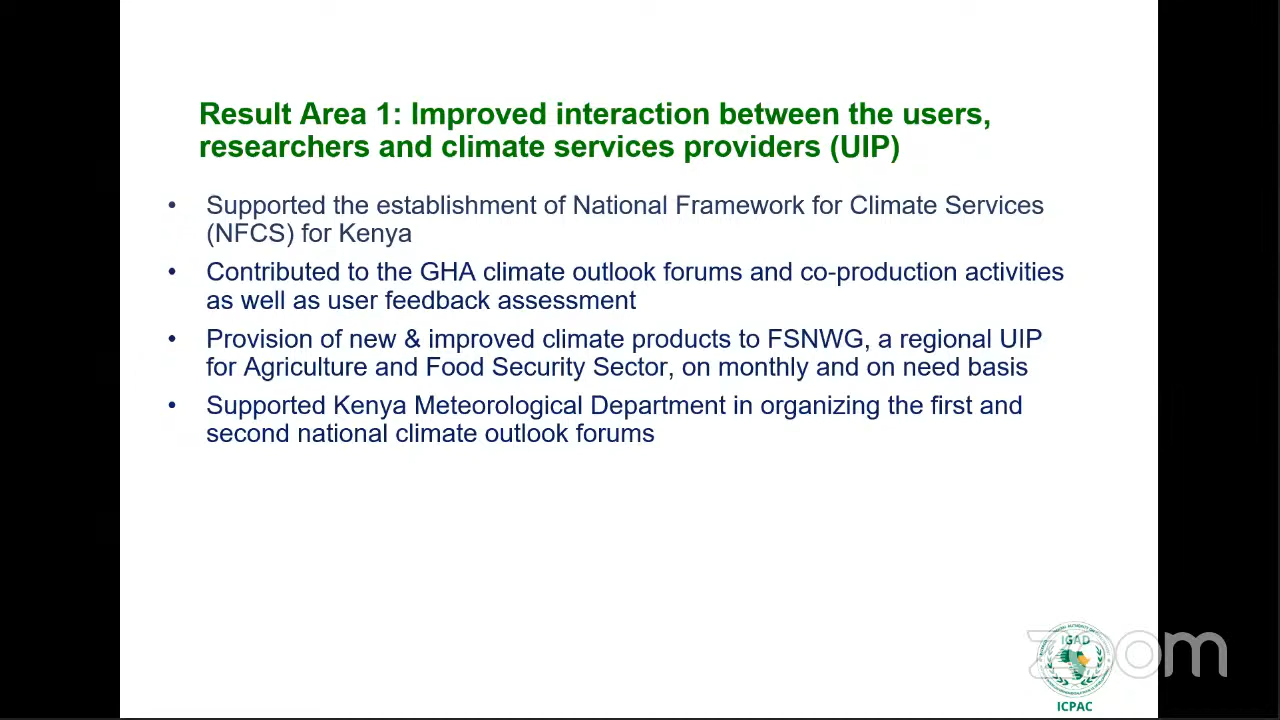 Result Area 1: Improved interaction between the users,
researchers and climate services providers (UIP)
• Supported the establishment of National Framework for Climate Services
(NFCS) for Kenya
• Contributed to the GHA climate outlook forums and co-production activities
as well as user feedback assessment
• Provision of new & improved climate products to FSNWG, a regional UIP
for Agriculture and Food Security Sector, on monthly and on need basis
• Supported Kenya Meteorological Department in organizing the first and
second national climate outlook forums
IGAD
zoom
ICPAC